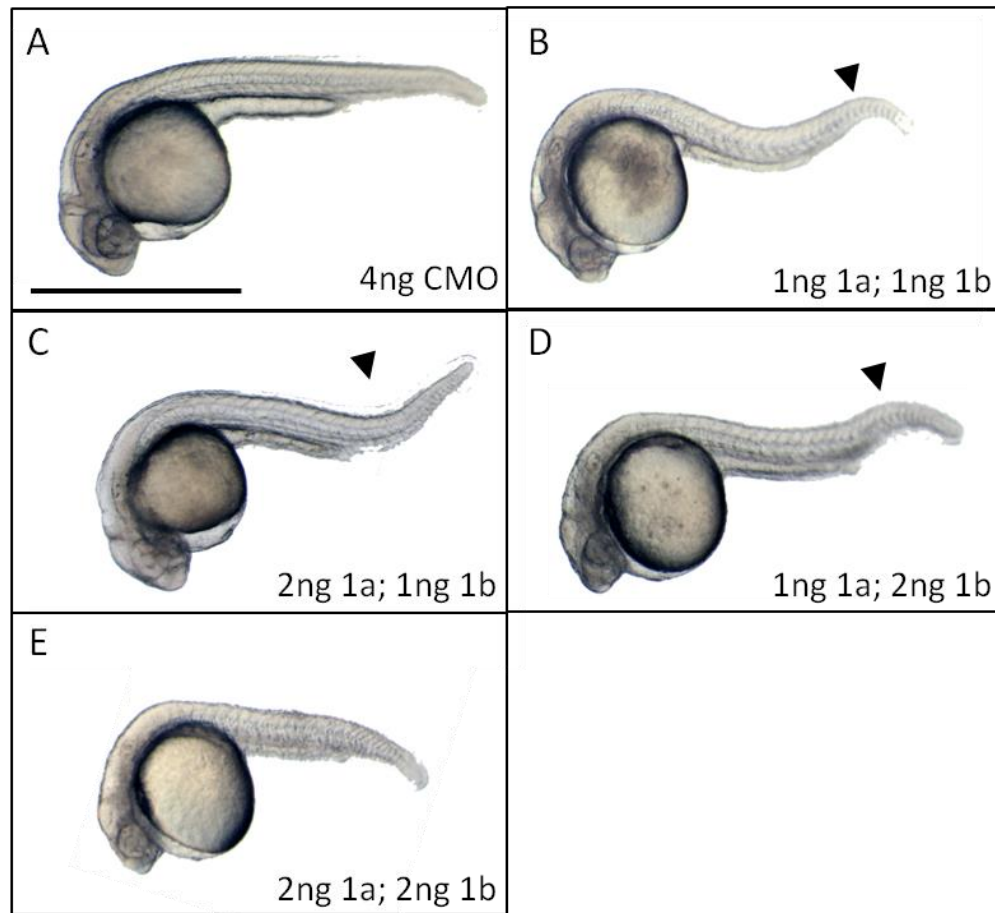 A
4ng CMO
B
1ng 1a; 1ng 1b
C
2ng 1a; 1ng 1b
D
1ng 1a; 2ng 1b
E
2ng 1a; 2ng 1b